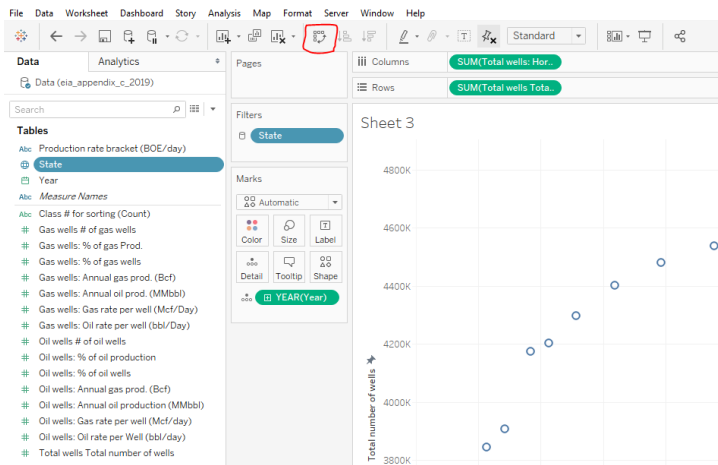 File Data Worksheet Dashboard Story Analysis Map Format Server Window Help
Standard
Data Analytics
Data (eia_appendix_c_2019)
Search
Tables
Abc Production rate bracket (BOE/day)
State
Year
Abc Measure Names
Abc Class # for sorting (Count)
# Gas wells # of gas wells
# Gas wells: % of gas Prod.
# Gas wells: % of gas wells
# Gas wells: Annual gas prod. (Bcf)
# Gas wells: Annual oil prod. (MMbbl)
# Gas wells: Gas rate per well (Mcf/Day)
# Gas wells: Oil rate per well (bbl/Day)
# Oil wells # of oil wells
# Oil wells: % of oil production
# Oil wells: % of oil wells
# Oil wells: Annual gas prod. (Bcf)
# Oil wells: Annual oil production (MMbbl)
# Oil wells: Gas rate per well (Mcf/day)
# Oil wells: Oil rate per Well (bbl/day)
# Total wells Total number of wells
Pages
Filters
State
Marks
Automatic
Color Size Label
Detail Tooltip Shape
YEAR(Year)
Columns SUM(Total wells: Hor..
Rows SUM(Total wells Tota..
Sheet 3
4800K
4600K
4400K
4200K
4000K
3800K
Total number of wells